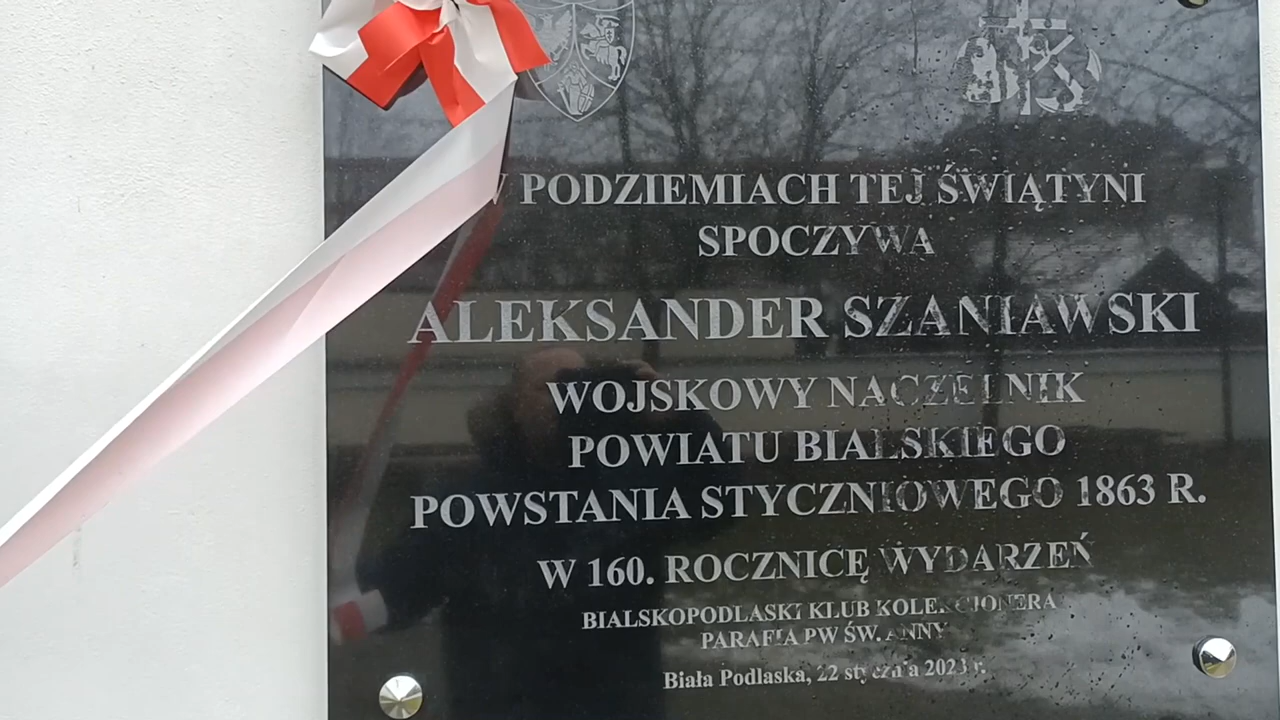 W PODZIEMIACH TEJ ŚWIĄTYNI
SPOCZYWA
ALEKSANDER SZANIAWSKI
WOJSKOWY NACZELNIK
POWIATU BIALSKIEGO
POWSTANIA STYCZNIOWEGO 1863 R.
W 160. ROCZNICĘ WYDARZEŃ
BIALSKOPODLASKI KLUB KOLEKCJONERA
PARAFIA PW ŚW. ANNY
Biała Podlaska, 22 stycznia 2023 r.